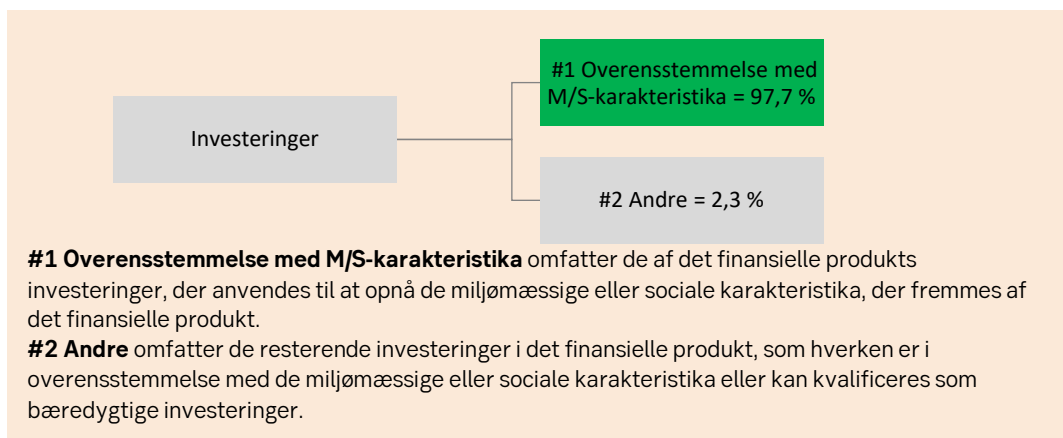 #1 Overensstemmelse med
M/S-karakteristika = 97,7 %
Investeringer
#2 Andre = 2,3 %
#1 Overensstemmelse med M/S-karakteristika omfatter de af det finansielle produkts
investeringer, der anvendes til at opnå de miljømæssige eller sociale karakteristika, der fremmes af
det finansielle produkt.
#2 Andre omfatter de resterende investeringer i det finansielle produkt, som hverken er i
overensstemmelse med de miljømæssige eller sociale karakteristika eller kan kvalificeres som
bæredygtige investeringer.